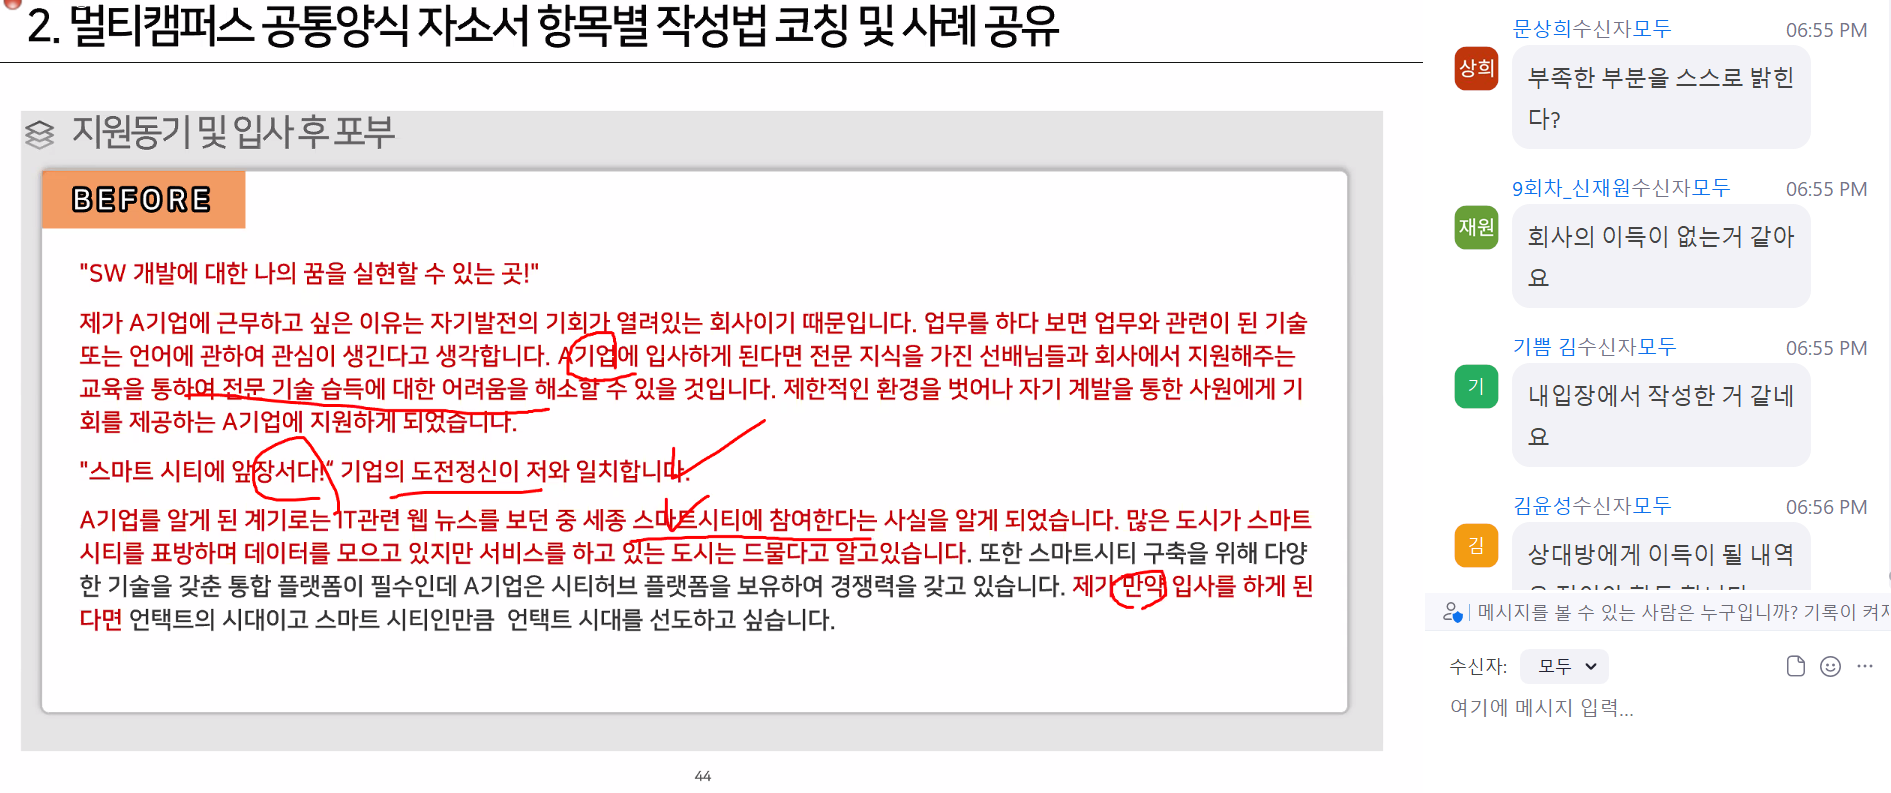 2. 멀티캠퍼스 공통양식 자소서 항목별 작성법 코칭 및 사례 공유
지원동기 및 입사 후 포부
BEFORE
"SW 개발에 대한 나의 꿈을 실현할 수 있는 곳!"
제가 A기업에 근무하고 싶은 이유는 자기발전의 기회가 열려있는 회사이기 때문입니다. 업무를 하다 보면 업무와 관련이 된 기술
또는 언어에 관하여 관심이 생긴다고 생각합니다. A기업에 입사하게 된다면 전문 지식을 가진 선배님들과 회사에서 지원해주는
교육을 통하여 전문 기술 습득에 대한 어려움을 해소할 수 있을 것입니다. 제한적인 환경을 벗어나 자기 계발을 통한 사원에게 기
회를 제공하는 A기업에 지원하게 되었습니다.
"스마트 시티에 앞장서다!“ 기업의 도전정신이 저와 일치합니다.
A기업를 알게 된 계기로는 IT관련 웹 뉴스를 보던 중 세종 스마트시티에 참여한다는 사실을 알게 되었습니다. 많은 도시가 스마트
시티를 표방하며 데이터를 모으고 있지만 서비스를 하고 있는 도시는 드물다고 알고있습니다. 또한 스마트시티 구축을 위해 다양
한 기술을 갖춘 통합 플랫폼이 필수인데 A기업은 시티허브 플랫폼을 보유하여 경쟁력을 갖고 있습니다. 제가 만약 입사를 하게 된
다면 언택트의 시대이고 스마트 시티인만큼 언택트 시대를 선도하고 싶습니다.
44
문상희수신자모두 06:55 PM
상희
부족한 부분을 스스로 밝힌
다?
9회차_신재원수신자모두 06:55 PM
재원
회사의 이득이 없는거 같아
요
기쁨 김수신자모두 06:55 PM
기
내입장에서 작성한 거 같네
요
김윤성수신자모두 06:56 PM
김
상대방에게 이득이 될 내역
메시지를 볼 수 있는 사람은 누구입니까? 기록이 켜져
수신자: 모두
여기에 메시지 입력...